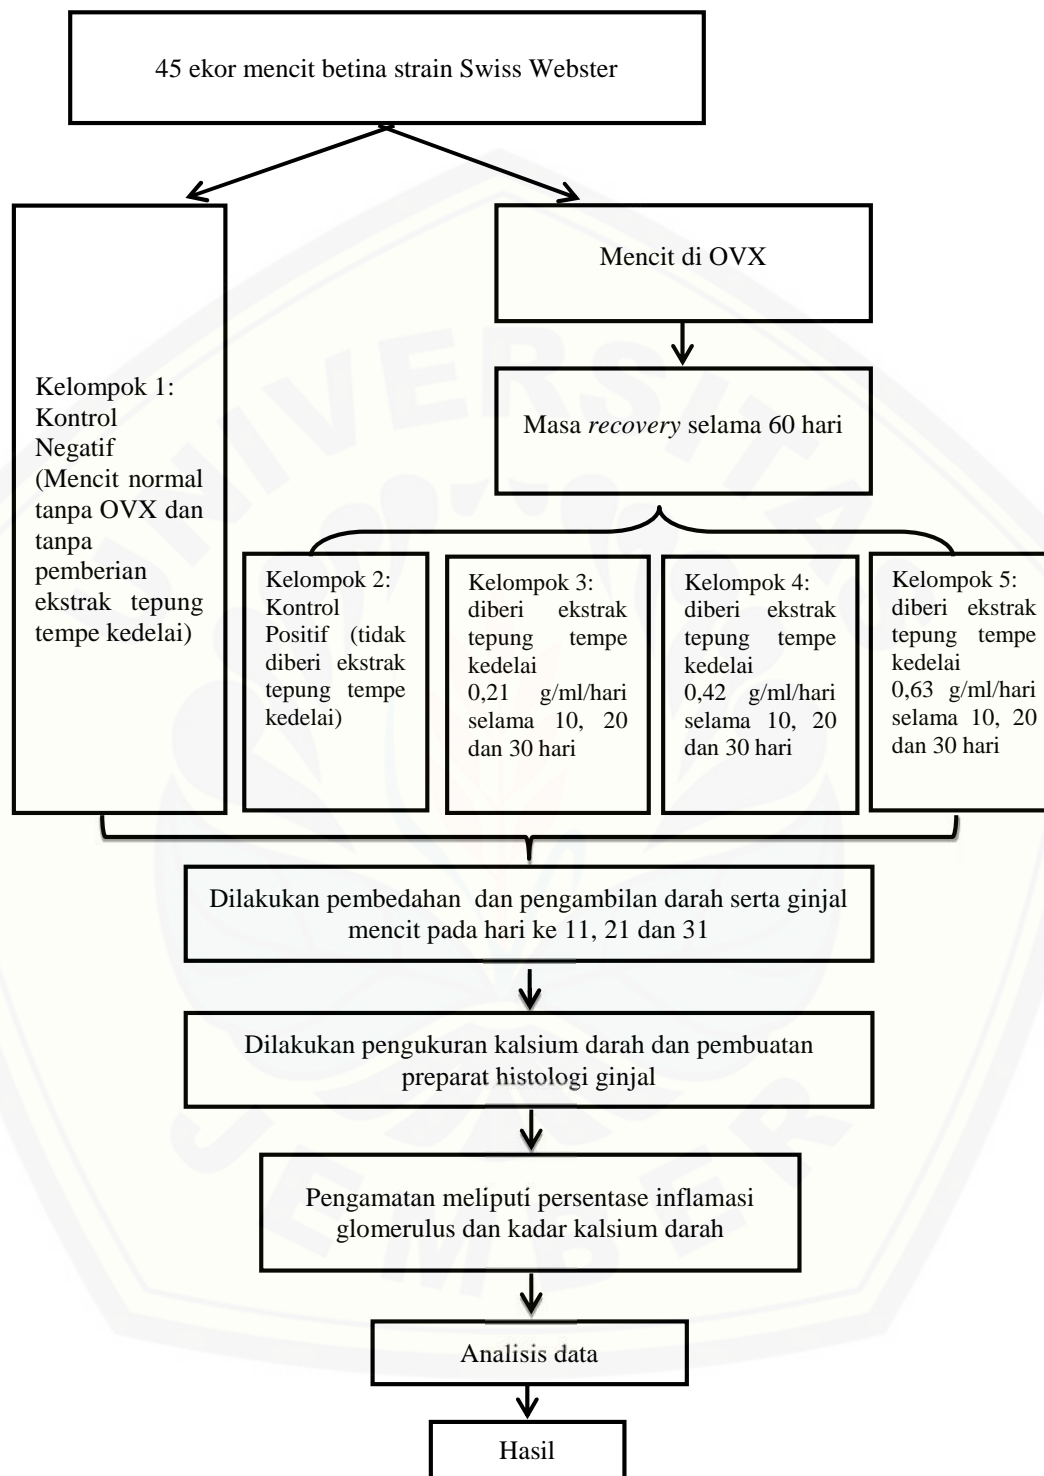 45 ekor mencit betina strain Swiss Webster
Mencit di OVX
Masa recovery selama 60 hari
Kelompok 1:
Kontrol
Negatif
(Mencit normal
tanpa OVX dan
tanpa
pemberian
ekstrak tepung
tempe kedelai)
Kelompok 2:
Kontrol
Positif (tidak
diberi ekstrak
tepung tempe
kedelai)
Kelompok 3:
diberi ekstrak
tepung tempe
kedelai
0,21 g/ml/hari
selama 10, 20
dan 30 hari
Kelompok 4:
diberi ekstrak
tepung tempe
kedelai
0,42 g/ml/hari
selama 10, 20
dan 30 hari
Kelompok 5:
diberi ekstrak
tepung tempe
kedelai
0,63 g/ml/hari
selama 10, 20
dan 30 hari
Dilakukan pembedahan dan pengambilan darah serta ginjal
mencit pada hari ke 11, 21 dan 31
Dilakukan pengukuran kalsium darah dan pembuatan
preparat histologi ginjal
Pengamatan meliputi persentase inflamasi
glomerulus dan kadar kalsium darah
Analisis data
Hasil
UNIVERSITAS
JEMBER